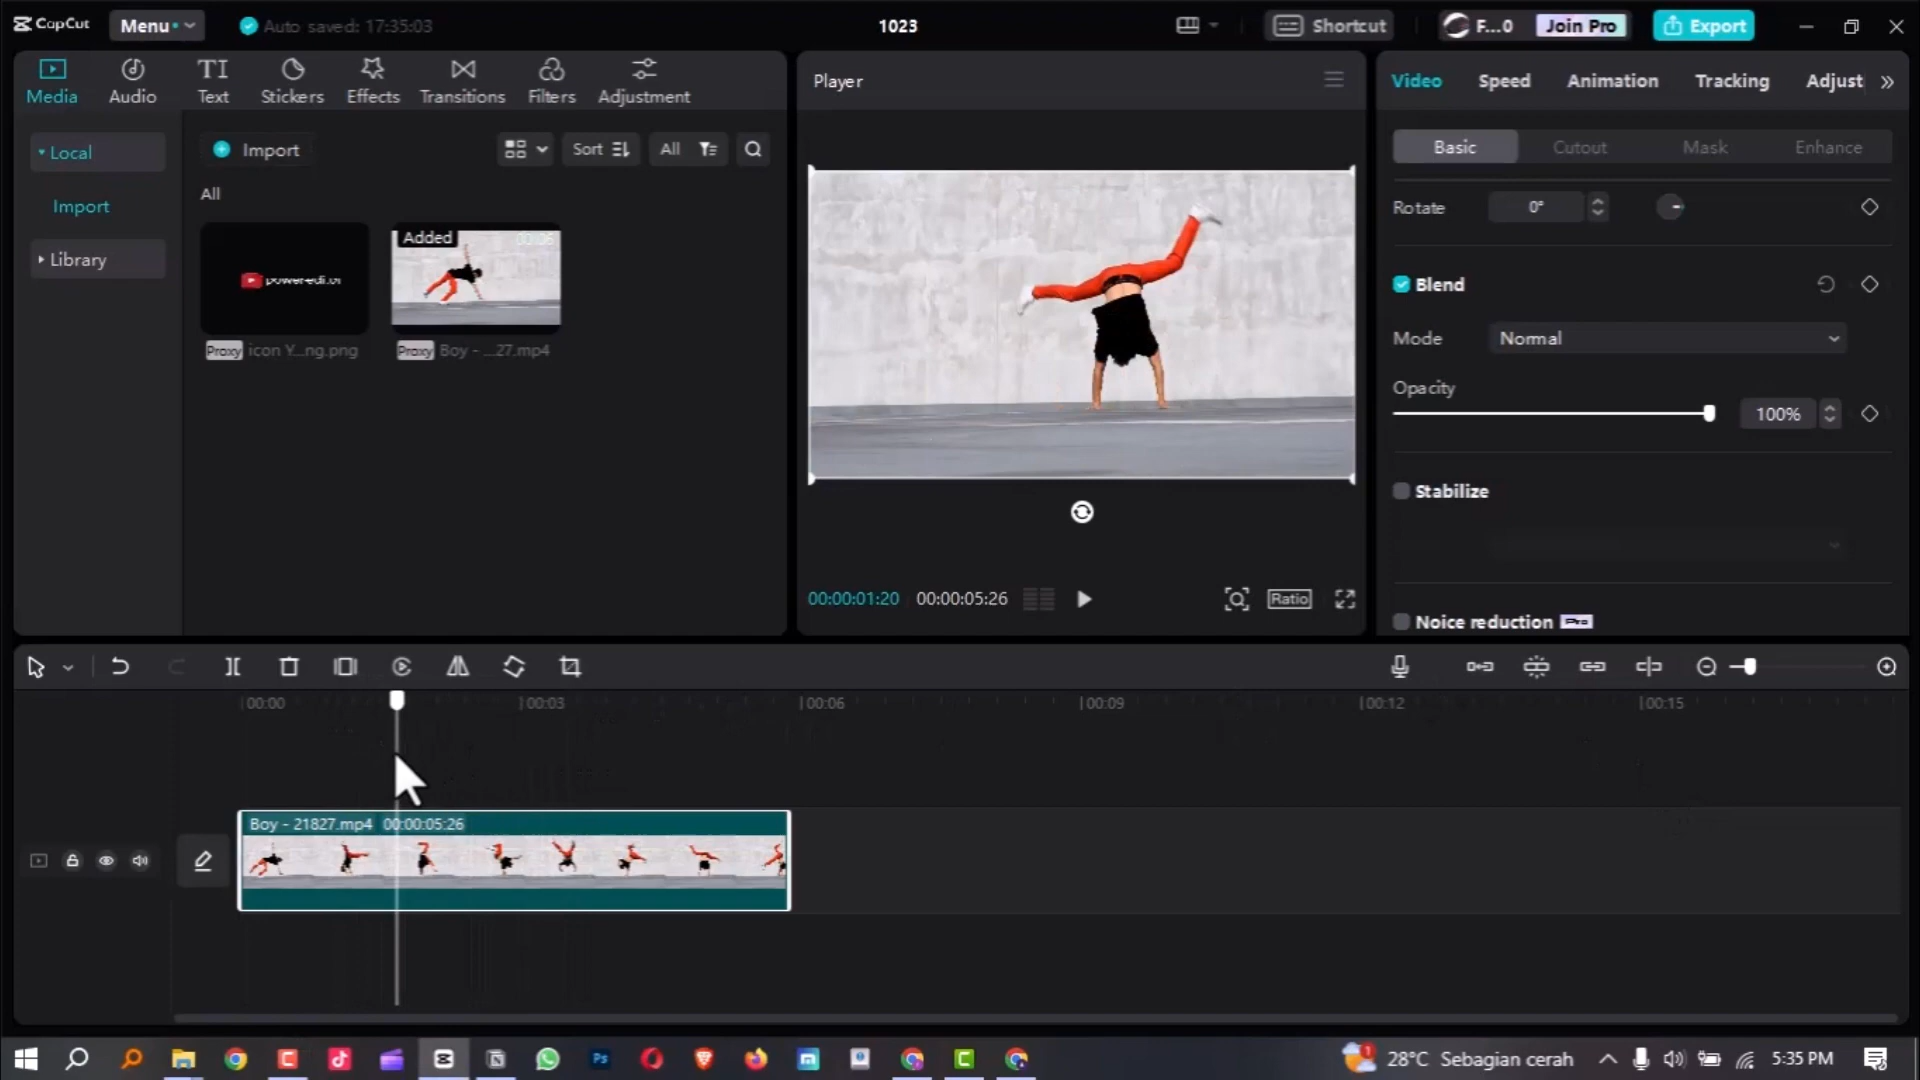 CapCut Menu Auto saved: 17:35:03 1023 Shortcut F...0 Join Pro Export
Media Audio Text Stickers Effects Transitions Filters Adjustment
Local
Import
Library
Import Sort All
All
Added 00:06
Proxy icon Y...ng.png Proxy Boy - ...27.mp4
Player
00:00:01:20 00:00:05:26 Ratio
Video Speed Animation Tracking Adjust
Basic Cutout Mask Enhance
Rotate 0°
Blend
Mode Normal
Opacity
100%
Stabilize
Noice reduction Pro
00:00 00:03 00:06 00:09 00:12 00:15
Boy - 21827.mp4 00:00:05:26
28°C Sebagian cerah 5:35 PM